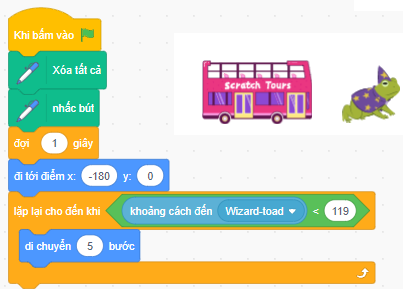 Khi bấm vào
Xóa tất cả
nhấc bút
đợi 1 giây
đi tới điểm x: -180 y: 0
lặp lại cho đến khi khoảng cách đến Wizard-toad < 119
di chuyển 5 bước
Scratch Tours